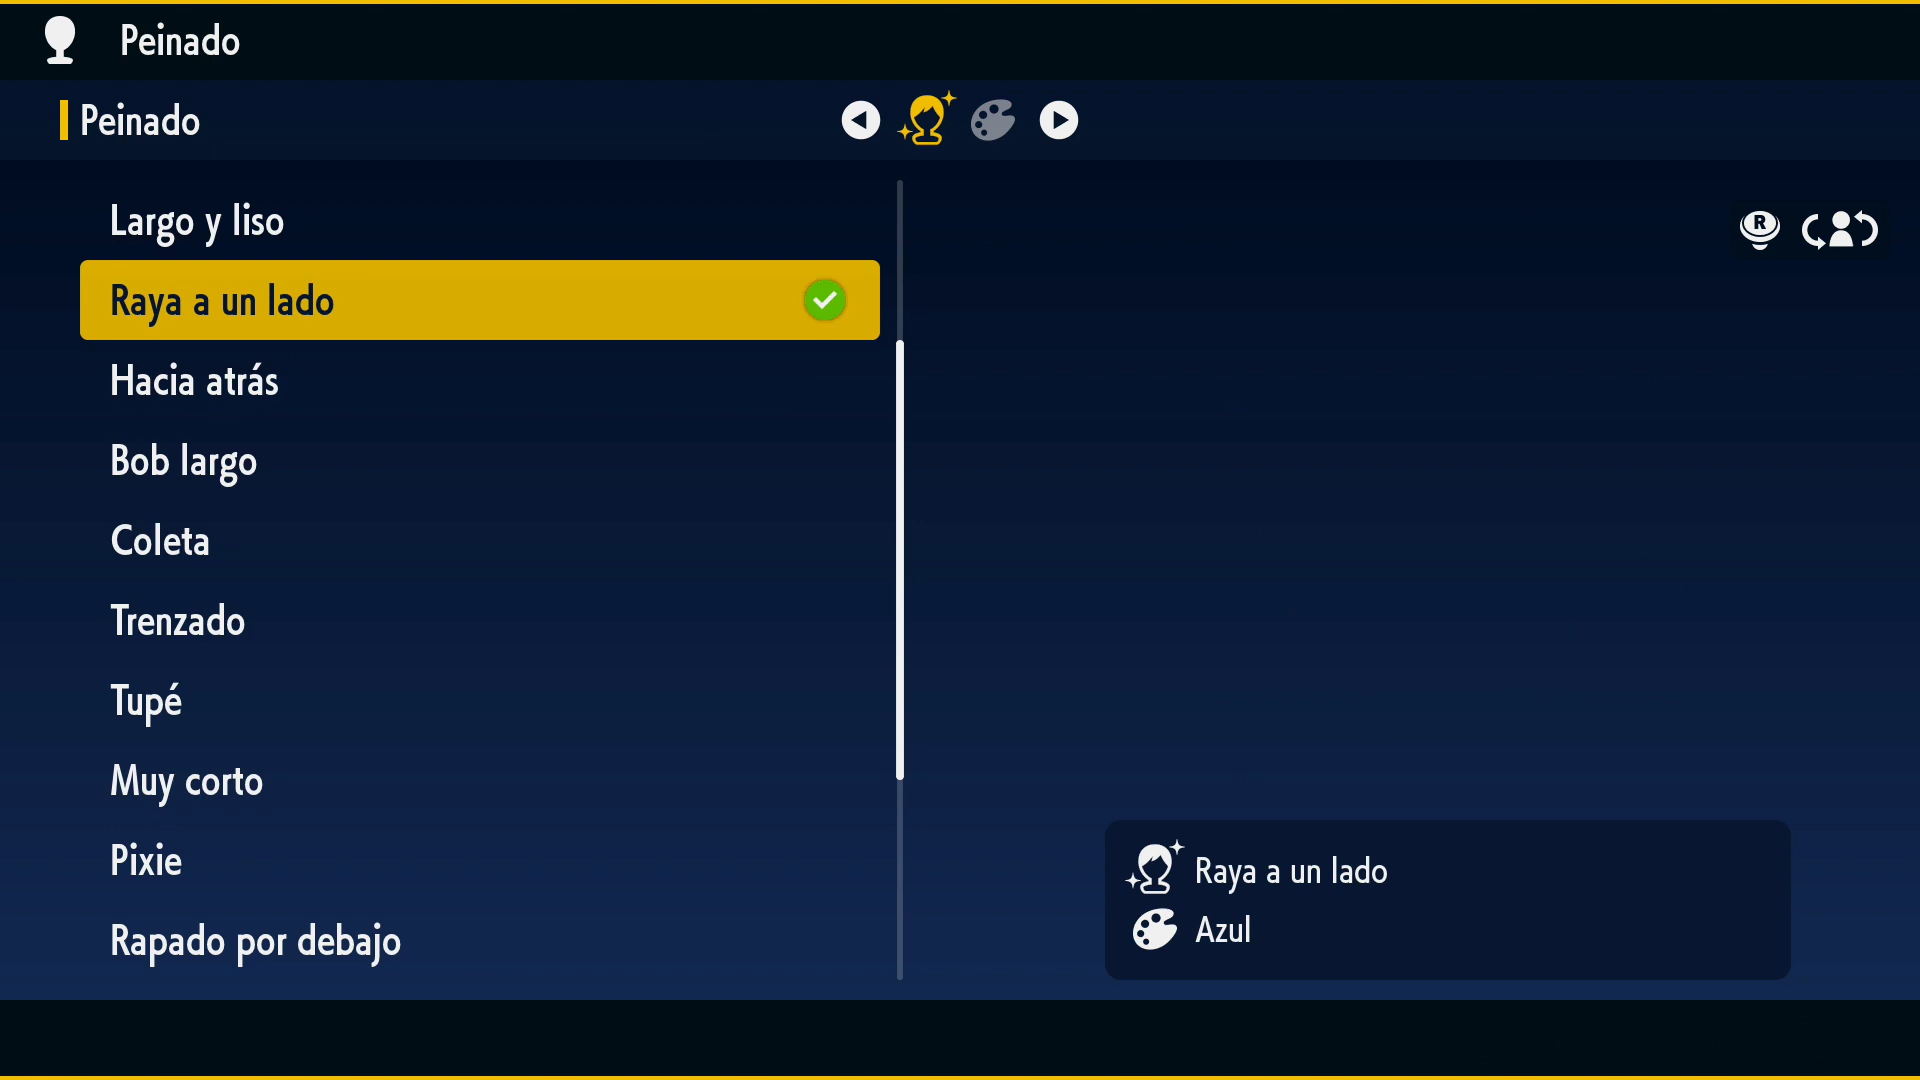 Peinado
Peinado
Largo y liso
Raya a un lado
Hacia atrás
Bob largo
Coleta
Trenzado
Tupé
Muy corto
Pixie
Rapado por debajo
R
Raya a un lado
Azul